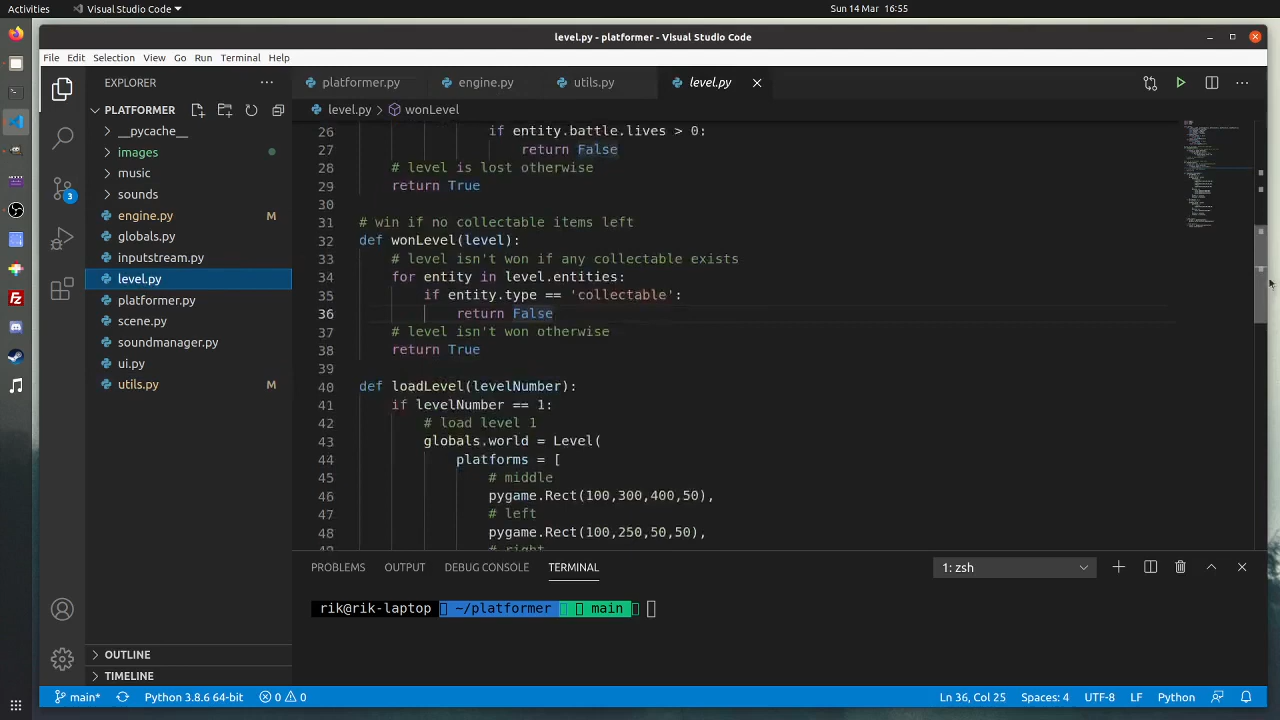 Activities
Visual Studio Code
Sun 14 Mar 16:55
level.py - platformer - Visual Studio Code
File Edit Selection View Go Run Terminal Help
EXPLORER
platformer.py
engine.py
utils.py
level.py
PLATFORMER
level.py > wonLevel
__pycache__
images
music
sounds
engine.py M
globals.py
inputstream.py
level.py
platformer.py
scene.py
soundmanager.py
ui.py
utils.py M
3
26 if entity.battle.lives > 0:
27 return False
28 # level is lost otherwise
29 return True
30
31 # win if no collectable items left
32 def wonLevel(level):
33 # level isn't won if any collectable exists
34 for entity in level.entities:
35 if entity.type == 'collectable':
36 return False
37 # level isn't won otherwise
38 return True
39
40 def loadLevel(levelNumber):
41 if levelNumber == 1:
42 # load level 1
43 globals.world = Level(
44 platforms = [
45 # middle
46 pygame.Rect(100,300,400,50),
47 # left
48 pygame.Rect(100,250,50,50),
49 # right
PROBLEMS OUTPUT DEBUG CONSOLE TERMINAL
1: zsh
rik@rik-laptop ~/platformer main
OUTLINE
TIMELINE
main* Python 3.8.6 64-bit 0 0
Ln 36, Col 25 Spaces: 4 UTF-8 LF Python